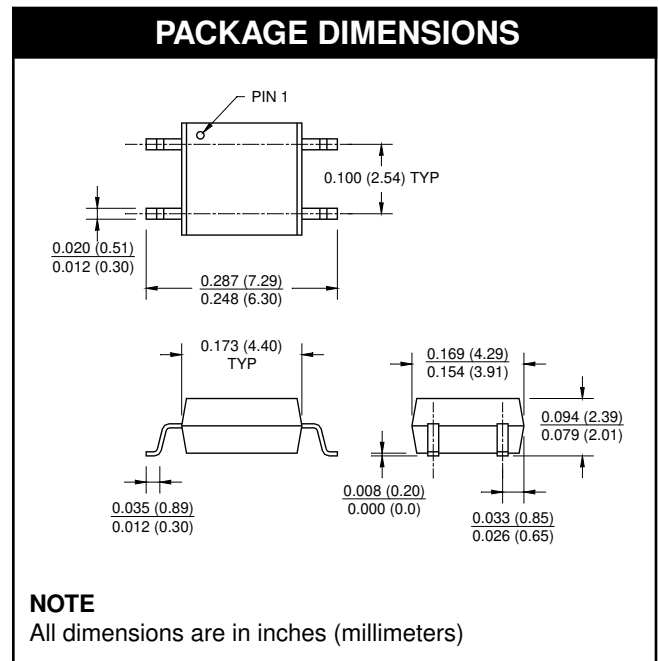 PACKAGE DIMENSIONS
PIN 1
0.100 (2.54) TYP
0.020 (0.51)
0.012 (0.30)
0.287 (7.29)
0.248 (6.30)
0.173 (4.40)
TYP
0.169 (4.29)
0.154 (3.91)
0.094 (2.39)
0.079 (2.01)
0.035 (0.89)
0.012 (0.30)
0.008 (0.20)
0.000 (0.0)
0.033 (0.85)
0.026 (0.65)
NOTE
All dimensions are in inches (millimeters)